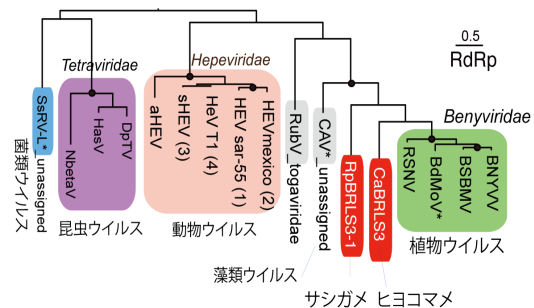 Tetraviridae
Hepeviridae
0.5
RdRp
Benyviridae
SsRV-L*_unassigned
NbetaV
HasV
DpTV
aHEV
sHEV (3)
HeV T1 (4)
HEV sar-55 (1)
HEVmexico (2)
RubV_togaviridae
CAV*_unassigned
RpBRLS3-1
CaBRLS3
RSNV
BdMoV*
BSBMV
BNYVV
菌類ウイルス
昆虫ウイルス
動物ウイルス
藻類ウイルス
植物ウイルス
サシガメ
ヒヨコマメ